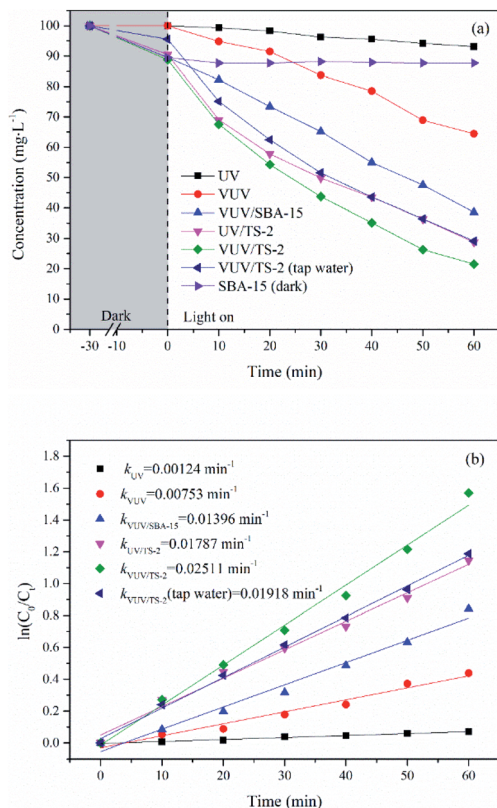 (a)
Concentration (mg·L⁻¹)
100
90
80
70
60
50
40
30
20
10
0
UV
VUV
VUV/SBA-15
UV/TS-2
VUV/TS-2
VUV/TS-2 (tap water)
SBA-15 (dark)
Dark
Light on
-30 -10 0 10 20 30 40 50 60
Time (min)
(b)
ln(C₀/Cₜ)
1.8
1.6
1.4
1.2
1.0
0.8
0.6
0.4
0.2
0.0
k_UV=0.00124 min⁻¹
k_VUV=0.00753 min⁻¹
k_VUV/SBA-15=0.01396 min⁻¹
k_UV/TS-2=0.01787 min⁻¹
k_VUV/TS-2=0.02511 min⁻¹
k_VUV/TS-2(tap water)=0.01918 min⁻¹
0 10 20 30 40 50 60
Time (min)